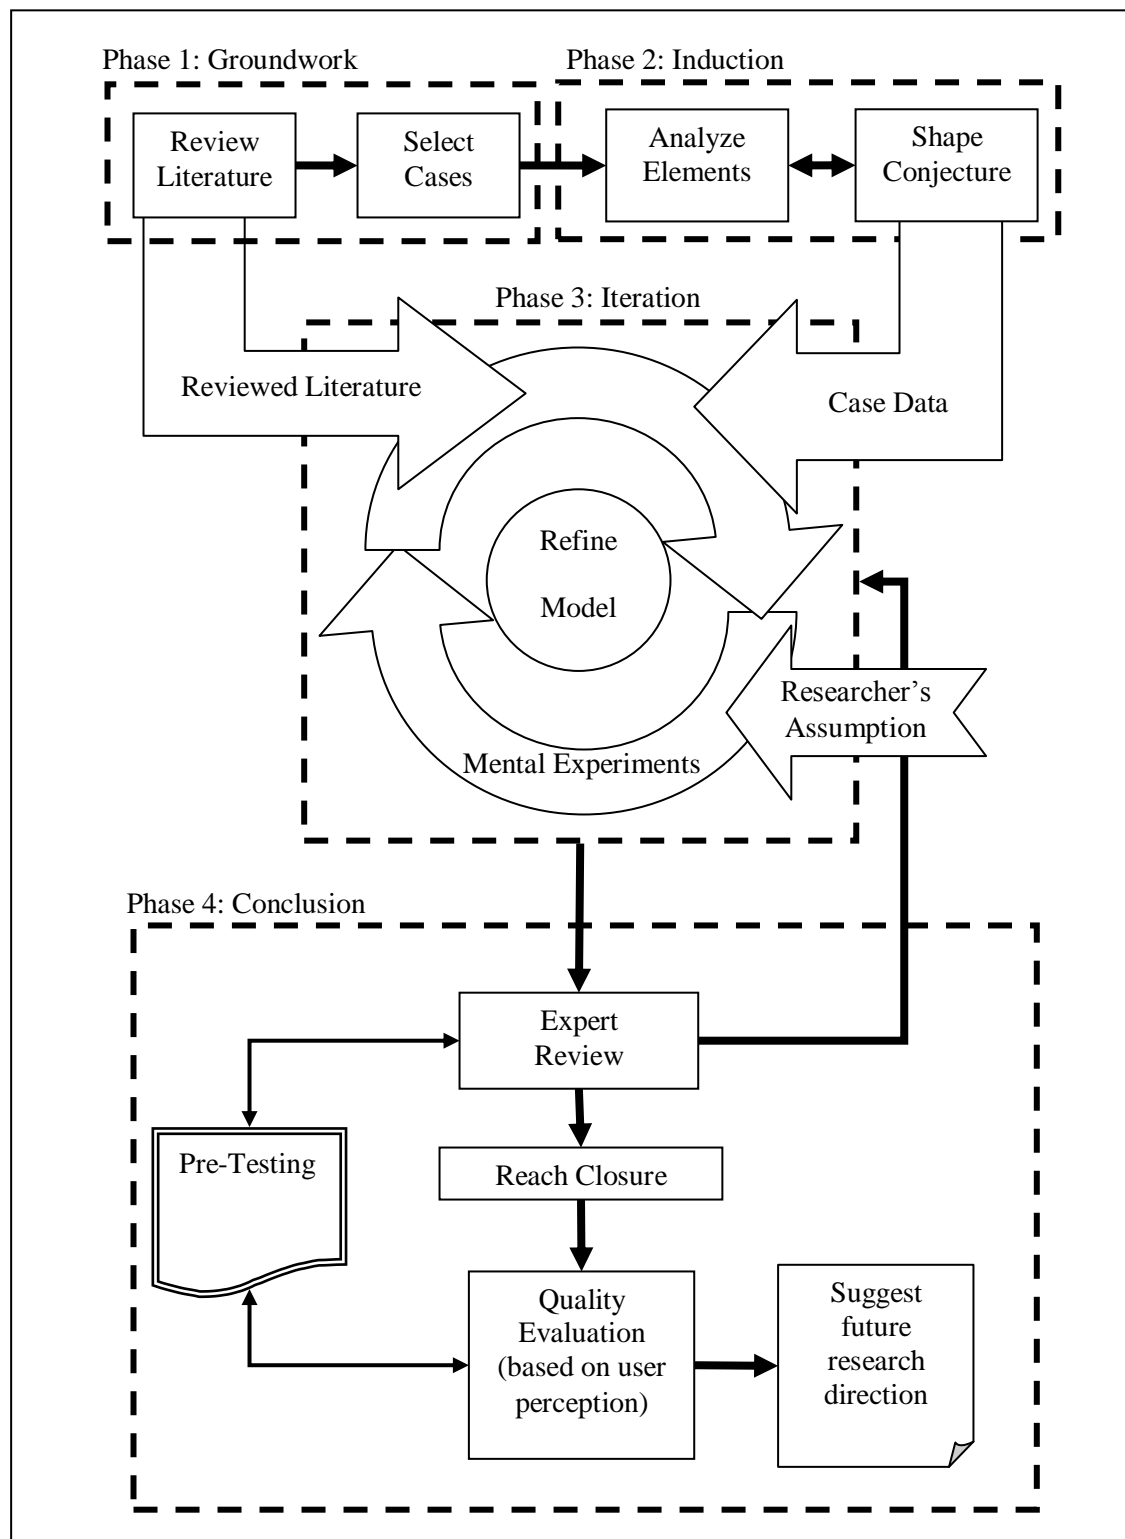 Phase 1: Groundwork
Phase 2: Induction
Review
Literature
Select
Cases
Analyze
Elements
Shape
Conjecture
Phase 3: Iteration
Reviewed Literature
Case Data
Refine
Model
Researcher's
Assumption
Mental Experiments
Phase 4: Conclusion
Expert
Review
Pre-Testing
Reach Closure
Quality
Evaluation
(based on user
perception)
Suggest
future
research
direction